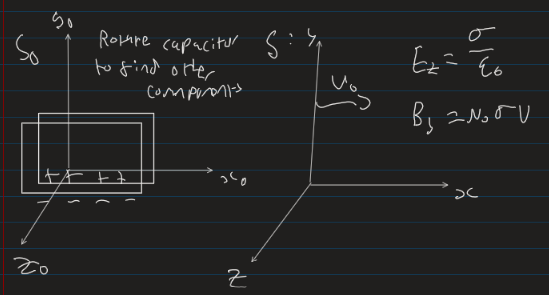 y₀
S₀
Rotate capacitor
to find other
components
+ + + +
- - - -
x₀
z₀
S : y
v₀
x
z
E_z = σ/ε₀
B_y = μ₀σv